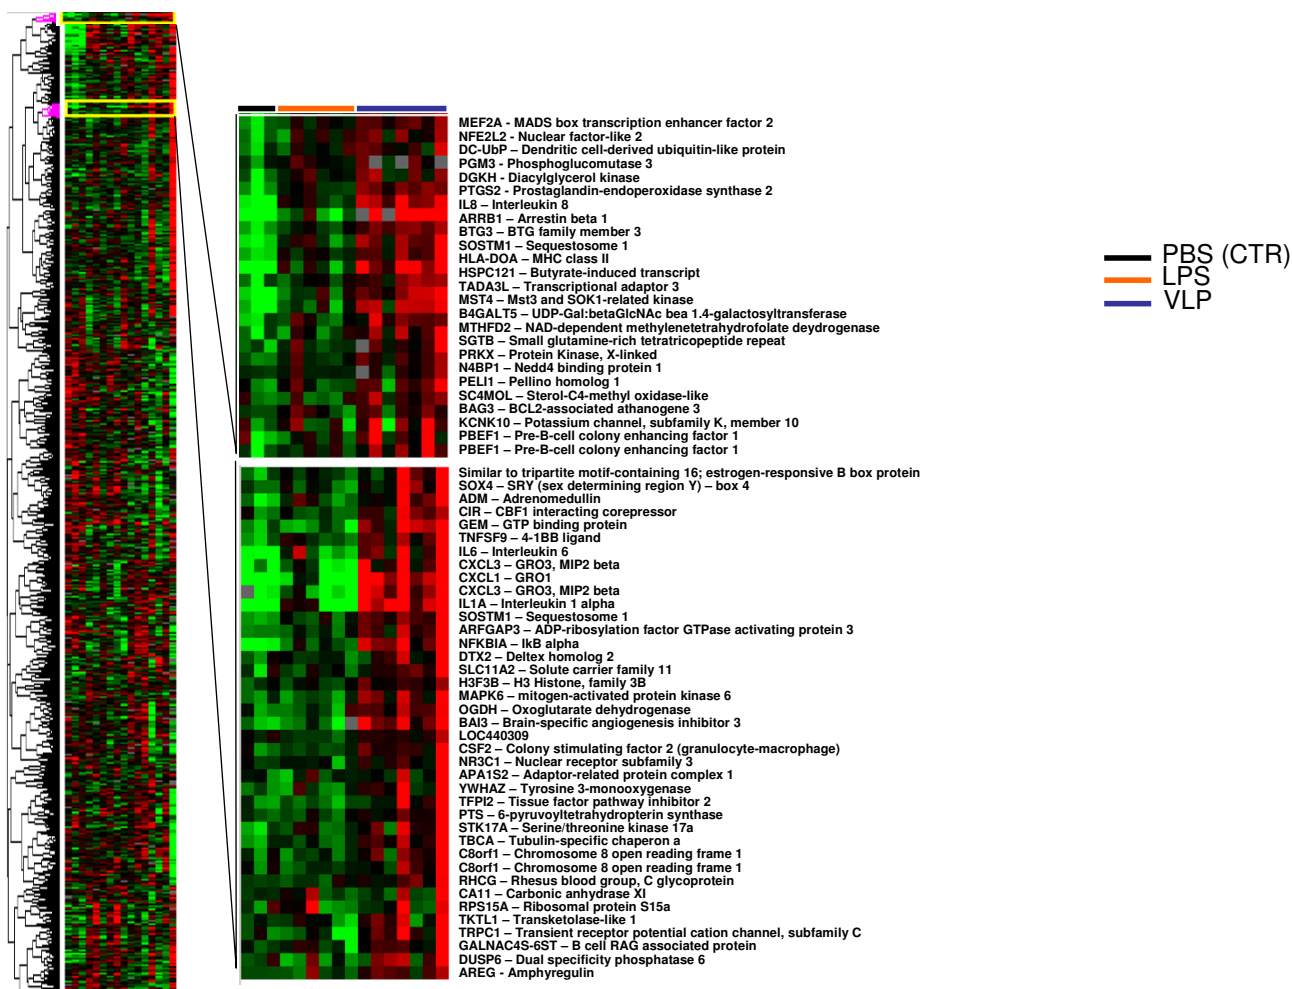 MEF2A - MADS box transcription enhancer factor 2
NFE2L2 - Nuclear factor-like 2
DC-UbP – Dendritic cell-derived ubiquitin-like protein
PGM3 - Phosphoglucomutase 3
DGKH - Diacylglycerol kinase
PTGS2 - Prostaglandin-endoperoxidase synthase 2
IL8 – Interleukin 8
ARRB1 – Arrestin beta 1
BTG3 – BTG family member 3
SOSTM1 – Sequestosome 1
HLA-DOA – MHC class II
HSPC121 – Butyrate-induced transcript
TADA3L – Transcriptional adaptor 3
MST4 – Mst3 and SOK1-related kinase
B4GALT5 – UDP-Gal:betaGlcNAc bea 1.4-galactosyltransferase
MTHFD2 – NAD-dependent methylenetetrahydrofolate deydrogenase
SGTB – Small glutamine-rich tetratricopeptide repeat
PRKX – Protein Kinase, X-linked
N4BP1 – Nedd4 binding protein 1
PELI1 – Pellino homolog 1
SC4MOL – Sterol-C4-methyl oxidase-like
BAG3 – BCL2-associated athanogene 3
KCNK10 – Potassium channel, subfamily K, member 10
PBEF1 – Pre-B-cell colony enhancing factor 1
PBEF1 – Pre-B-cell colony enhancing factor 1
Similar to tripartite motif-containing 16; estrogen-responsive B box protein
SOX4 – SRY (sex determining region Y) – box 4
ADM – Adrenomedullin
CIR – CBF1 interacting corepressor
GEM – GTP binding protein
TNFSF9 – 4-1BB ligand
IL6 – Interleukin 6
CXCL3 – GRO3, MIP2 beta
CXCL1 – GRO1
CXCL3 – GRO3, MIP2 beta
IL1A – Interleukin 1 alpha
SOSTM1 – Sequestosome 1
ARFGAP3 – ADP-ribosylation factor GTPase activating protein 3
NFKBIA – IkB alpha
DTX2 – Deltex homolog 2
SLC11A2 – Solute carrier family 11
H3F3B – H3 Histone, family 3B
MAPK6 – mitogen-activated protein kinase 6
OGDH – Oxoglutarate dehydrogenase
BAI3 – Brain-specific angiogenesis inhibitor 3
LOC440309
CSF2 – Colony stimulating factor 2 (granulocyte-macrophage)
NR3C1 – Nuclear receptor subfamily 3
APA1S2 – Adaptor-related protein complex 1
YWHAZ – Tyrosine 3-monooxygenase
TFPI2 – Tissue factor pathway inhibitor 2
PTS – 6-pyruvoyltetrahydropterin synthase
STK17A – Serine/threonine kinase 17a
TBCA – Tubulin-specific chaperon a
C8orf1 – Chromosome 8 open reading frame 1
C8orf1 – Chromosome 8 open reading frame 1
RHCG – Rhesus blood group, C glycoprotein
CA11 – Carbonic anhydrase XI
RPS15A – Ribosomal protein S15a
TKTL1 – Transketolase-like 1
TRPC1 – Transient receptor potential cation channel, subfamily C
GALNAC4S-6ST – B cell RAG associated protein
DUSP6 – Dual specificity phosphatase 6
AREG - Amphyregulin
PBS (CTR)
LPS
VLP